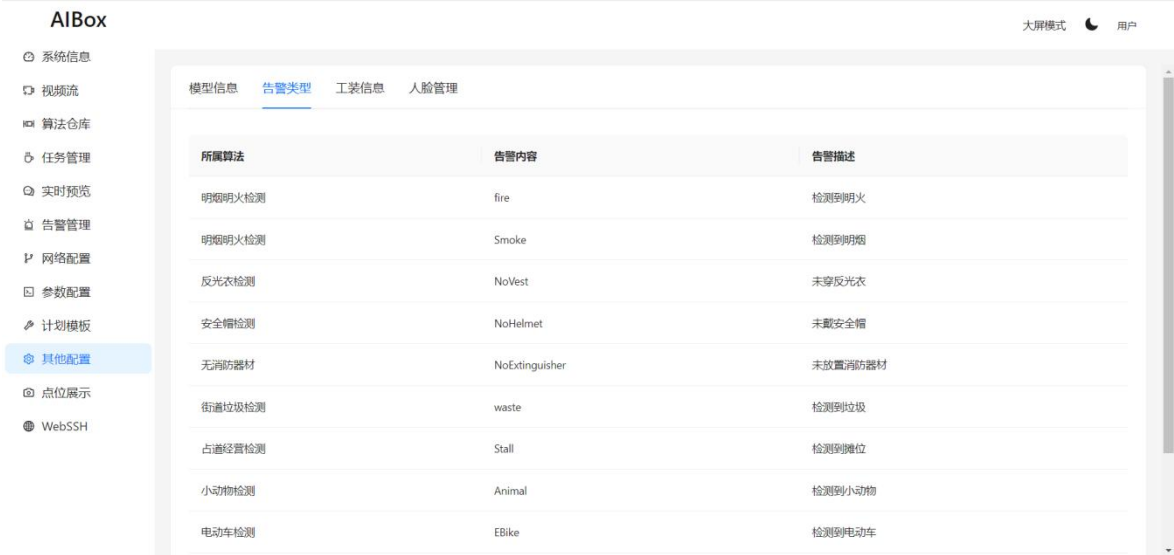 AIBox
大屏模式 用户
系统信息
视频流
算法仓库
任务管理
实时预览
告警管理
网络配置
参数配置
计划模板
其他配置
点位展示
WebSSH
模型信息 告警类型 工装信息 人脸管理
所属算法 告警内容 告警描述
明烟明火检测 fire 检测到明火
明烟明火检测 Smoke 检测到明烟
反光衣检测 NoVest 未穿反光衣
安全帽检测 NoHelmet 未戴安全帽
无消防器材 NoExtinguisher 未放置消防器材
街道垃圾检测 waste 检测到垃圾
占道经营检测 Stall 检测到摊位
小动物检测 Animal 检测到小动物
电动车检测 EBike 检测到电动车